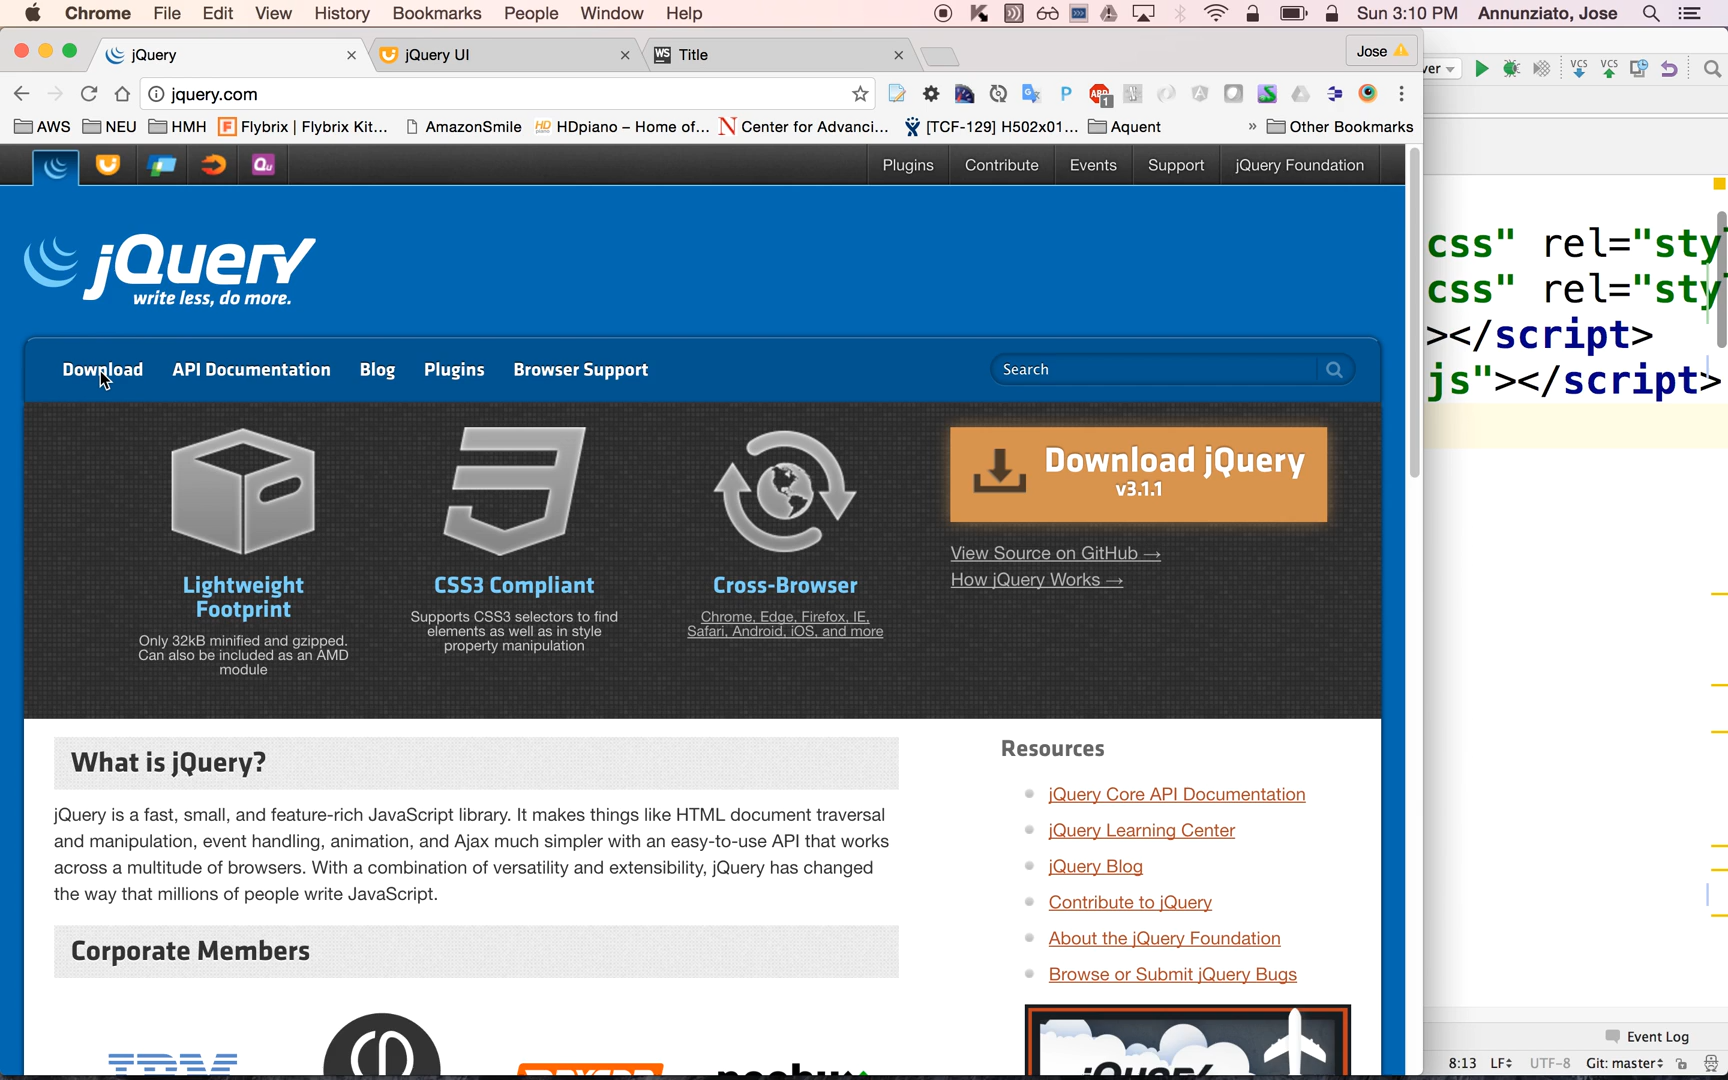 Chrome File Edit View History Bookmarks People Window Help Sun 3:10 PM Annunziato, Jose
jQuery jQuery UI WS Title Jose
jquery.com
AWS NEU HMH Flybrix | Flybrix Kit... AmazonSmile HDpiano – Home of... Center for Advanci... [TCF-129] H502x01... Aquent » Other Bookmarks
Plugins Contribute Events Support jQuery Foundation
jQuery
write less, do more.
Download API Documentation Blog Plugins Browser Support Search
Download jQuery
v3.1.1
View Source on GitHub →
How jQuery Works →
Lightweight
Footprint
Only 32kB minified and gzipped.
Can also be included as an AMD
module
CSS3 Compliant
Supports CSS3 selectors to find
elements as well as in style
property manipulation
Cross-Browser
Chrome, Edge, Firefox, IE,
Safari, Android, iOS, and more
What is jQuery?
jQuery is a fast, small, and feature-rich JavaScript library. It makes things like HTML document traversal
and manipulation, event handling, animation, and Ajax much simpler with an easy-to-use API that works
across a multitude of browsers. With a combination of versatility and extensibility, jQuery has changed
the way that millions of people write JavaScript.
Corporate Members
IBM
Resources
jQuery Core API Documentation
jQuery Learning Center
jQuery Blog
Contribute to jQuery
About the jQuery Foundation
Browse or Submit jQuery Bugs
jQuery
ver
VCS VCS
css" rel="sty
css" rel="sty
></script>
js"></script>
Event Log
8:13 LF UTF-8 Git: master